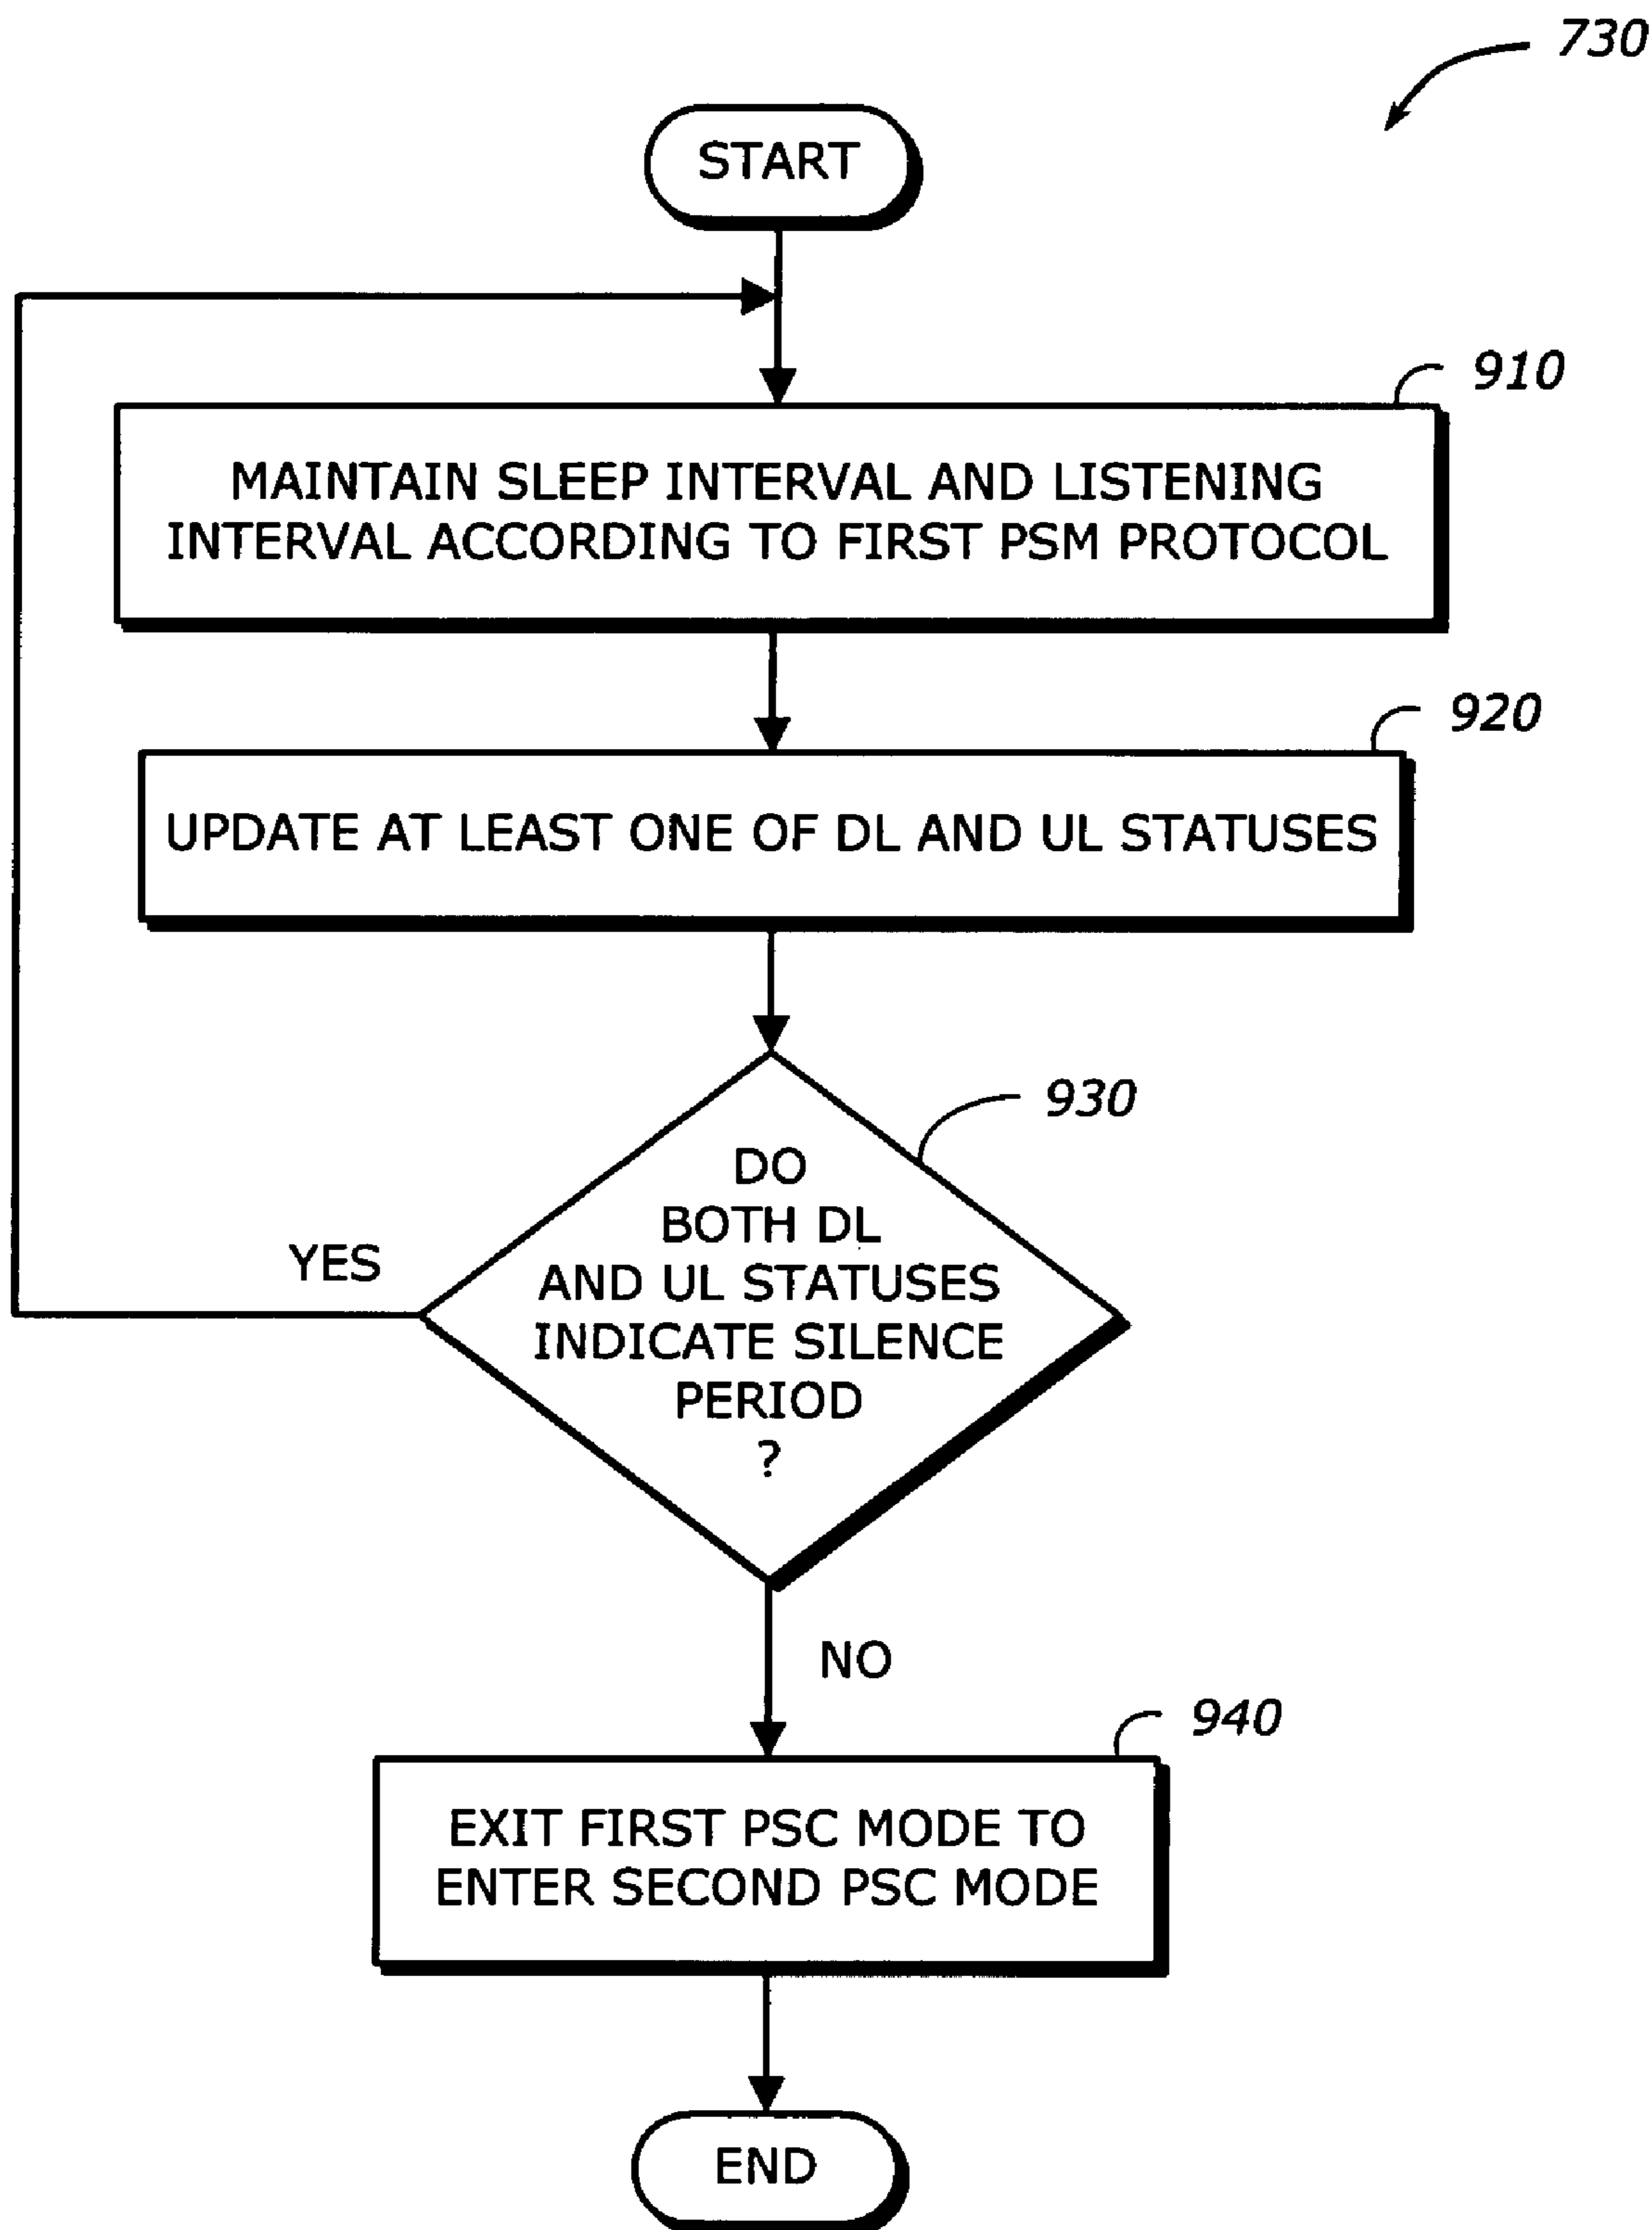 730
START
910
MAINTAIN SLEEP INTERVAL AND LISTENING
INTERVAL ACCORDING TO FIRST PSM PROTOCOL
920
UPDATE AT LEAST ONE OF DL AND UL STATUSES
930
DO
BOTH DL
AND UL STATUSES
INDICATE SILENCE
PERIOD
?
YES
NO
940
EXIT FIRST PSC MODE TO
ENTER SECOND PSC MODE
END